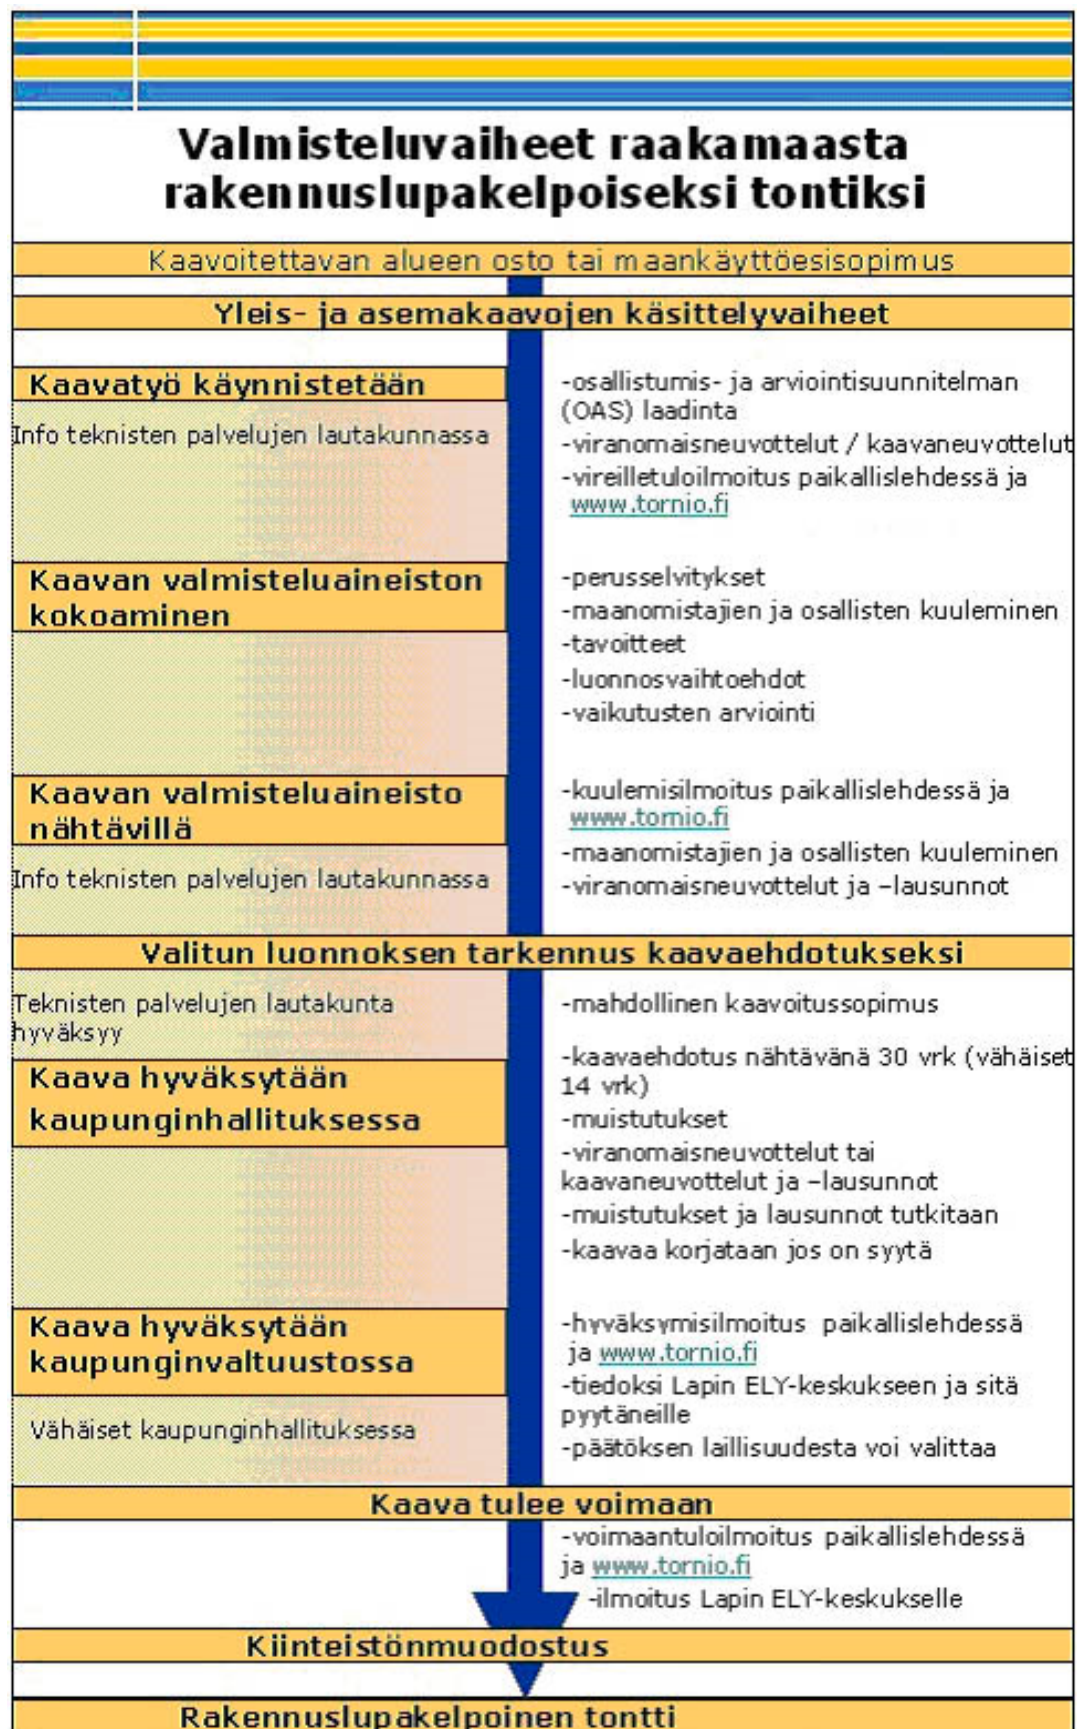 Valmisteluvaiheet raakamaasta
rakennuslupakelpoiseksi tontiksi
Kaavoitettavan alueen osto tai maankäyttöesisopimus
Yleis- ja asemakaavojen käsittelyvaiheet
Kaavatyö käynnistetään
Info teknisten palvelujen lautakunnassa
-osallistumis- ja arviointisuunnitelman
(OAS) laadinta
-viranomaisneuvottelut / kaavaneuvottelut
-vireilletuloilmoitus paikallislehdessä ja
www.tornio.fi
Kaavan valmisteluaineiston
kokoaminen
-perusselvitykset
-maanomistajien ja osallisten kuuleminen
-tavoitteet
-luonnosvaihtoehdot
-vaikutusten arviointi
Kaavan valmisteluaineisto
nähtävillä
Info teknisten palvelujen lautakunnassa
-kuulemisilmoitus paikallislehdessä ja
www.tornio.fi
-maanomistajien ja osallisten kuuleminen
-viranomaisneuvottelut ja –lausunnot
Valitun luonnoksen tarkennus kaavaehdotukseksi
Teknisten palvelujen lautakunta
hyväksyy
Kaava hyväksytään
kaupunginhallituksessa
-mahdollinen kaavoitussopimus
-kaavaehdotus nähtävänä 30 vrk (vähäiset
14 vrk)
-muistutukset
-viranomaisneuvottelut tai
kaavaneuvottelut ja –lausunnot
-muistutukset ja lausunnot tutkitaan
-kaavaa korjataan jos on syytä
Kaava hyväksytään
kaupunginvaltuustossa
Vähäiset kaupunginhallituksessa
-hyväksymisilmoitus paikallislehdessä
ja www.tornio.fi
-tiedoksi Lapin ELY-keskukseen ja sitä
pyytäneille
-päätöksen laillisuudesta voi valittaa
Kaava tulee voimaan
-voimaantuloilmoitus paikallislehdessä
ja www.tornio.fi
-ilmoitus Lapin ELY-keskukselle
Kiinteistönmuodostus
Rakennuslupakelpoinen tontti